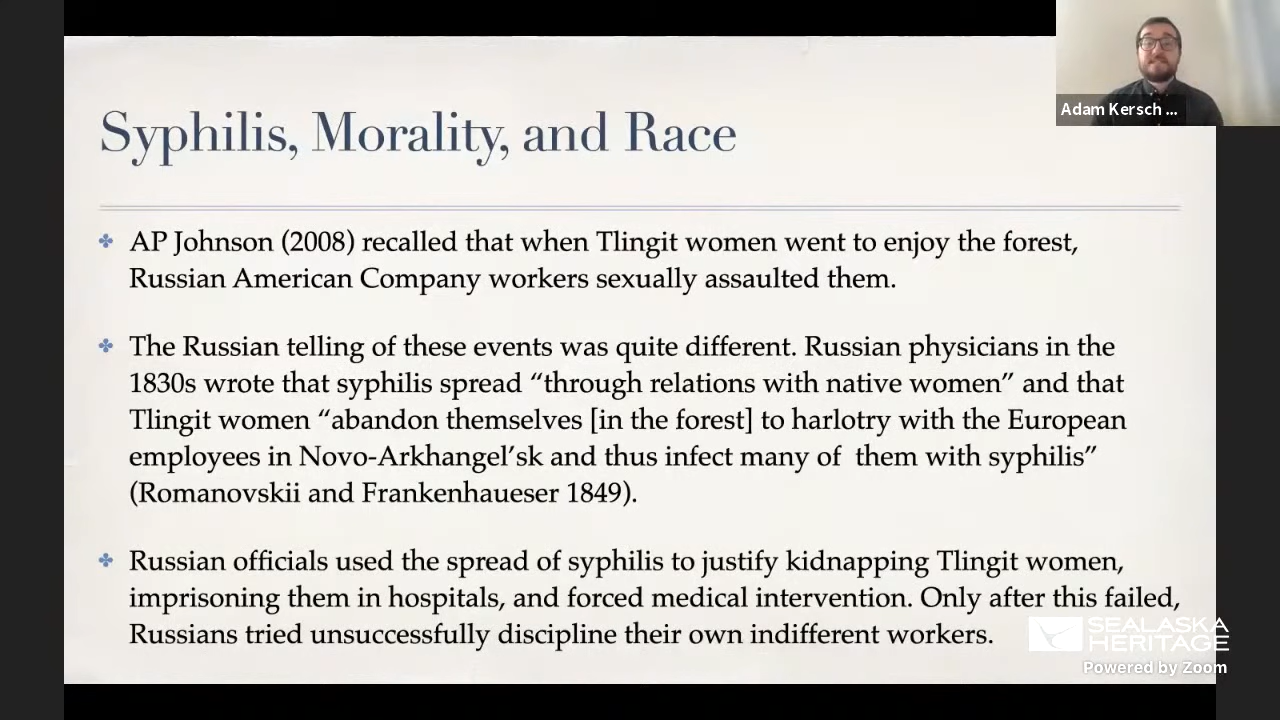 Adam Kersch ...
Syphilis, Morality, and Race
AP Johnson (2008) recalled that when Tlingit women went to enjoy the forest,
Russian American Company workers sexually assaulted them.
The Russian telling of these events was quite different. Russian physicians in the
1830s wrote that syphilis spread “through relations with native women” and that
Tlingit women “abandon themselves [in the forest] to harlotry with the European
employees in Novo-Arkhangel’sk and thus infect many of  them with syphilis”
(Romanovskii and Frankenhaueser 1849).
Russian officials used the spread of syphilis to justify kidnapping Tlingit women,
imprisoning them in hospitals, and forced medical intervention. Only after this failed,
Russians tried unsuccessfully discipline their own indifferent workers.
SEALASKA
HERITAGE
Powered by Zoom